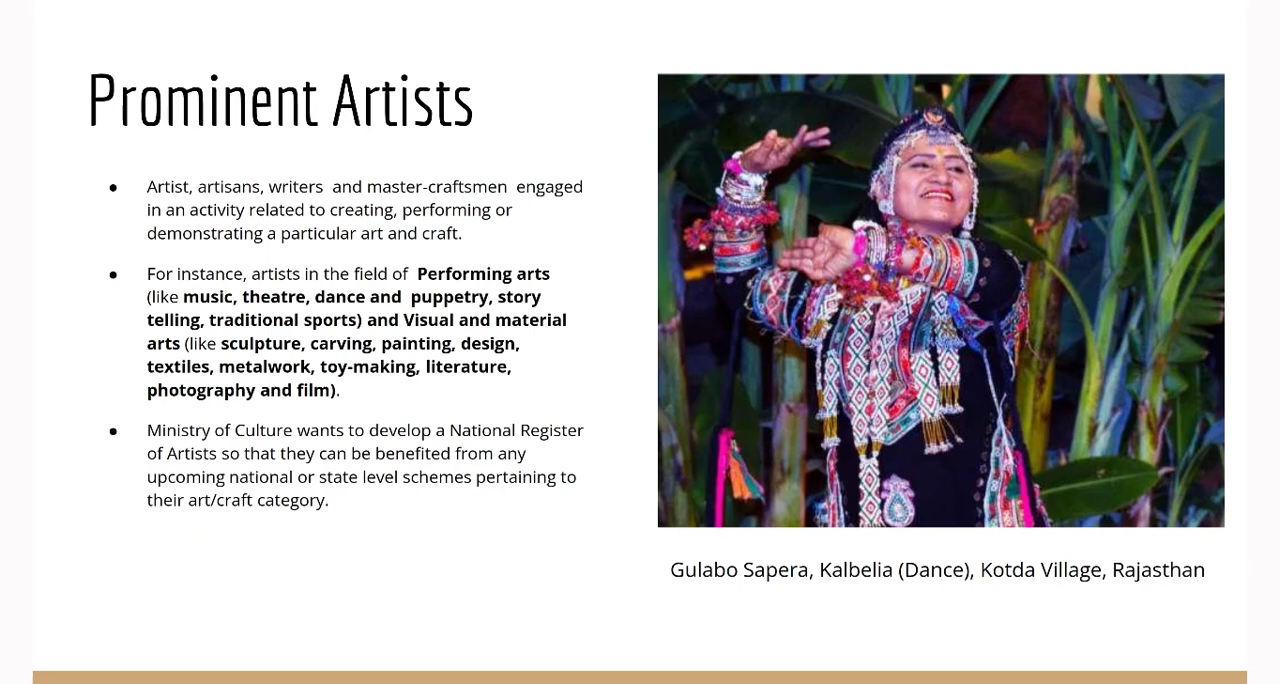 Prominent Artists
● Artist, artisans, writers and master-craftsmen engaged
in an activity related to creating, performing or
demonstrating a particular art and craft.
● For instance, artists in the field of Performing arts
(like music, theatre, dance and puppetry, story
telling, traditional sports) and Visual and material
arts (like sculpture, carving, painting, design,
textiles, metalwork, toy-making, literature,
photography and film).
● Ministry of Culture wants to develop a National Register
of Artists so that they can be benefited from any
upcoming national or state level schemes pertaining to
their art/craft category.
Gulabo Sapera, Kalbelia (Dance), Kotda Village, Rajasthan